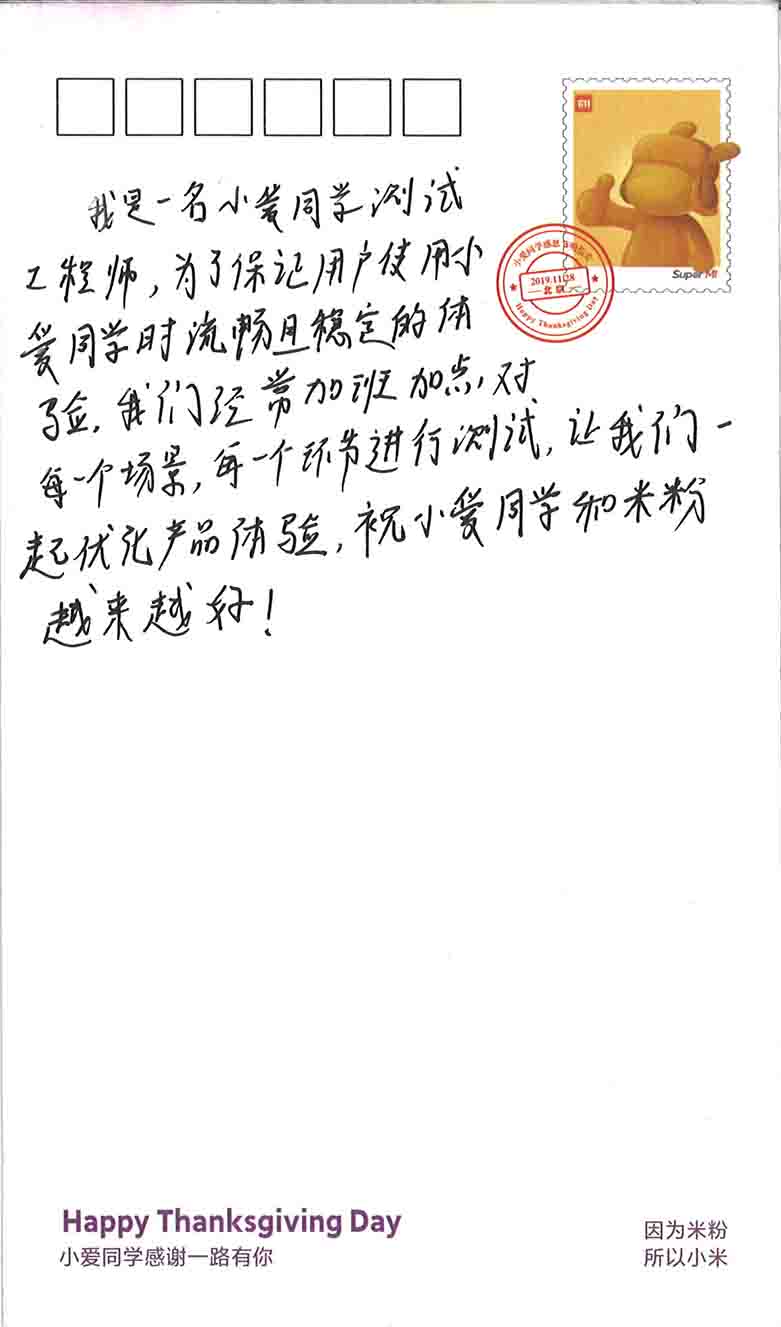 我是一名小爱同学测试
工程师，为了保证用户使用小
爱同学时流畅且稳定的体
验，我们经常加班加点，对
每一个场景，每一个环节进行测试，让我们一
起优化产品体验，祝小爱同学和米粉
越来越好！
Super MI
小爱同学感恩
2019.11.28
北京
Happy Thanksgiving Day
Happy Thanksgiving Day
小爱同学感谢一路有你
因为米粉
所以小米